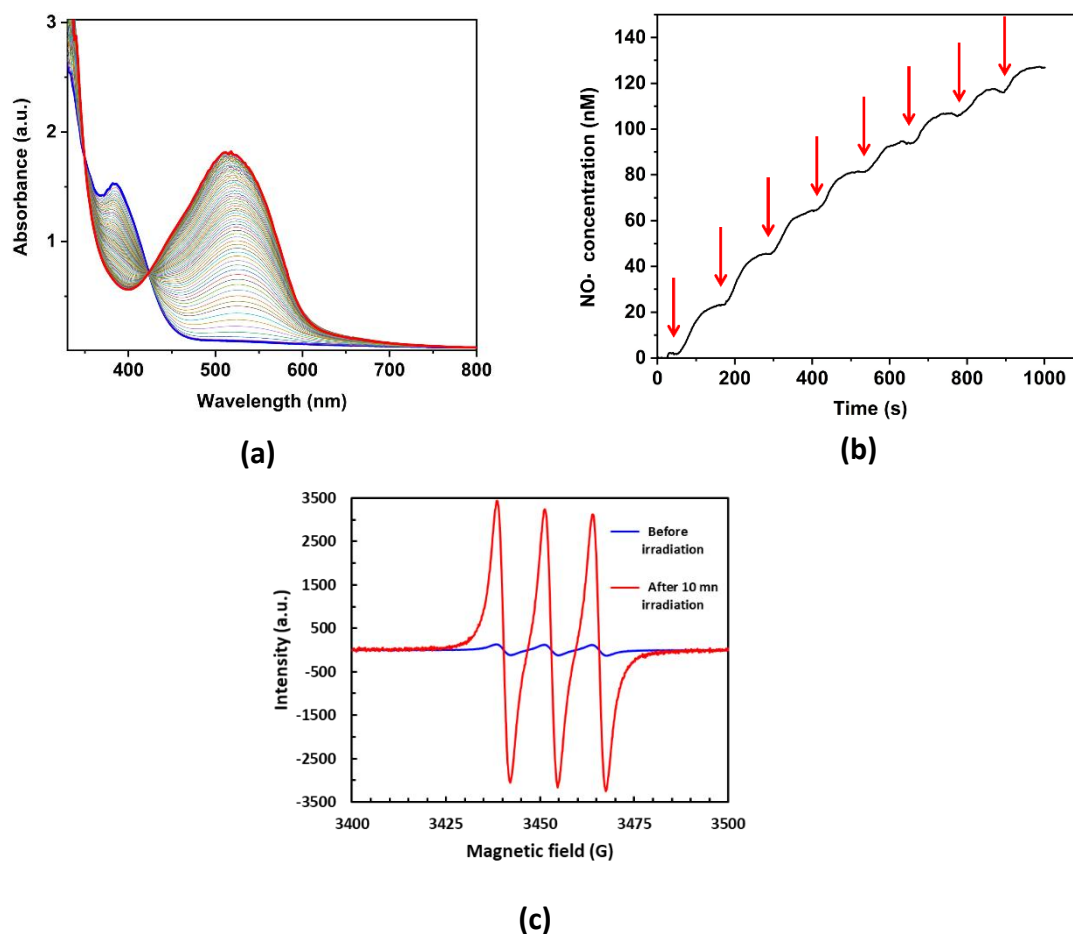 3
2
1
Absorbance (a.u.)
400 500 600 700 800
Wavelength (nm)
(a)
140
120
100
80
60
40
20
0
NO· concentration (nM)
0 200 400 600 800 1000
Time (s)
(b)
3500
2500
1500
500
-500
-1500
-2500
-3500
Intensity (a.u.)
Before
irradiation
After 10 mn
irradiation
3400 3425 3450 3475 3500
Magnetic field (G)
(c)